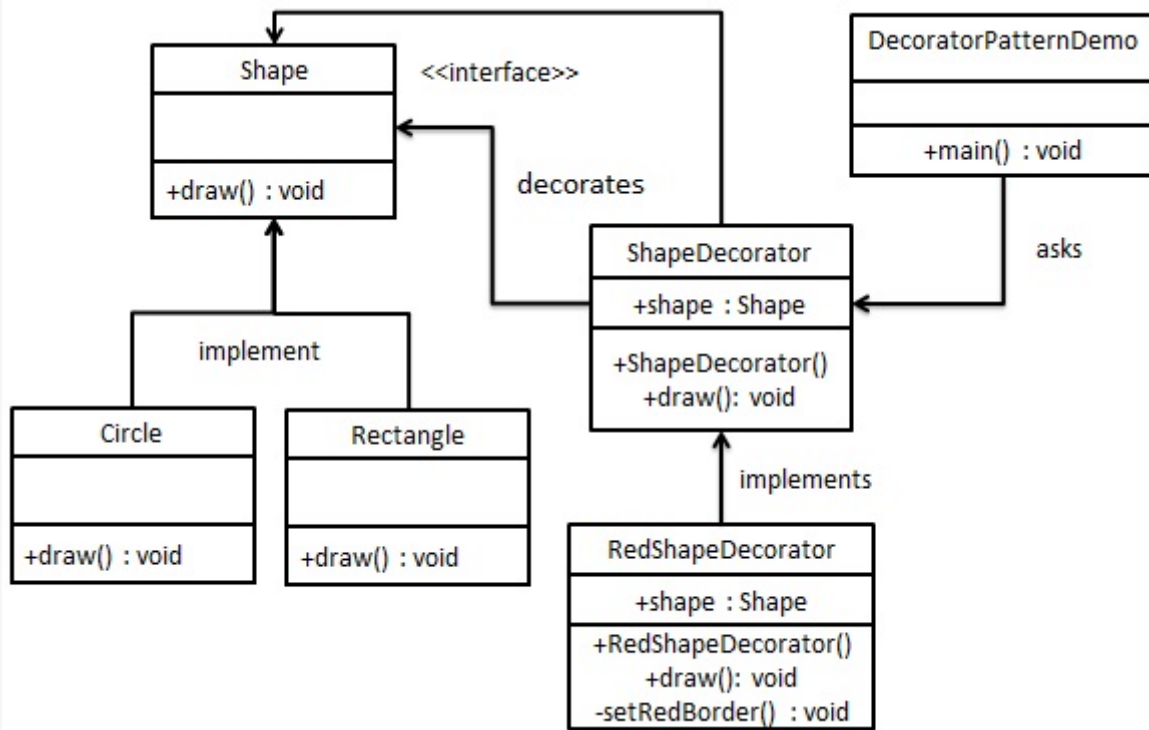 Shape
<<interface>>
+draw() : void
decorates
implement
Circle
+draw() : void
Rectangle
+draw() : void
DecoratorPatternDemo
+main() : void
asks
ShapeDecorator
+shape : Shape
+ShapeDecorator()
+draw(): void
implements
RedShapeDecorator
+shape : Shape
+RedShapeDecorator()
+draw(): void
-setRedBorder() : void